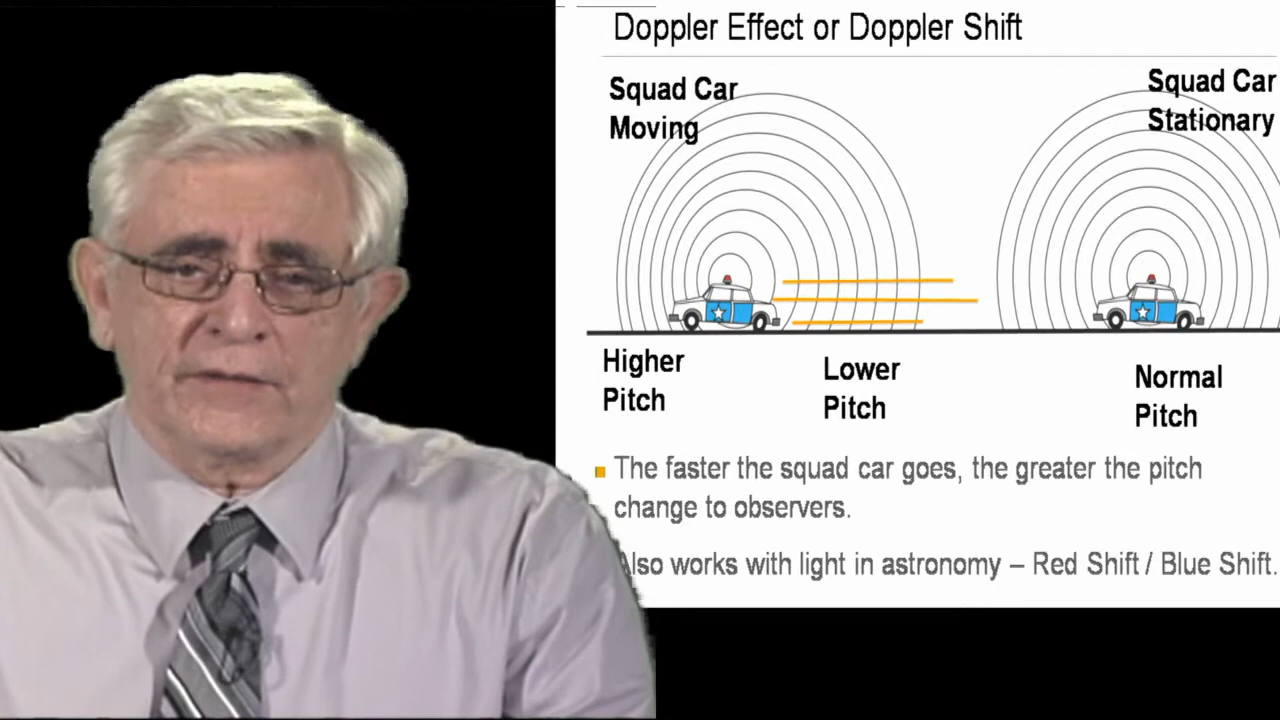 Doppler Effect or Doppler Shift
Squad Car
Moving
Squad Car
Stationary
Higher
Pitch
Lower
Pitch
Normal
Pitch
The faster the squad car goes, the greater the pitch
change to observers.
Also works with light in astronomy – Red Shift / Blue Shift.